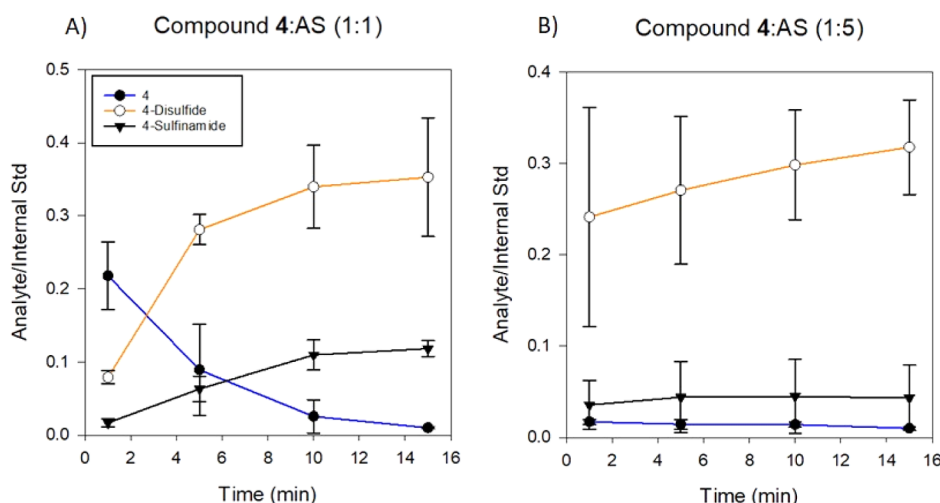 A)
Compound 4:AS (1:1)
0.5
0.4
0.3
0.2
0.1
0.0
Analyte/Internal Std
4
4-Disulfide
4-Sulfinamide
0 2 4 6 8 10 12 14 16
Time (min)
B)
Compound 4:AS (1:5)
0.4
0.3
0.2
0.1
0.0
Analyte/Internal Std
0 2 4 6 8 10 12 14 16
Time (min)